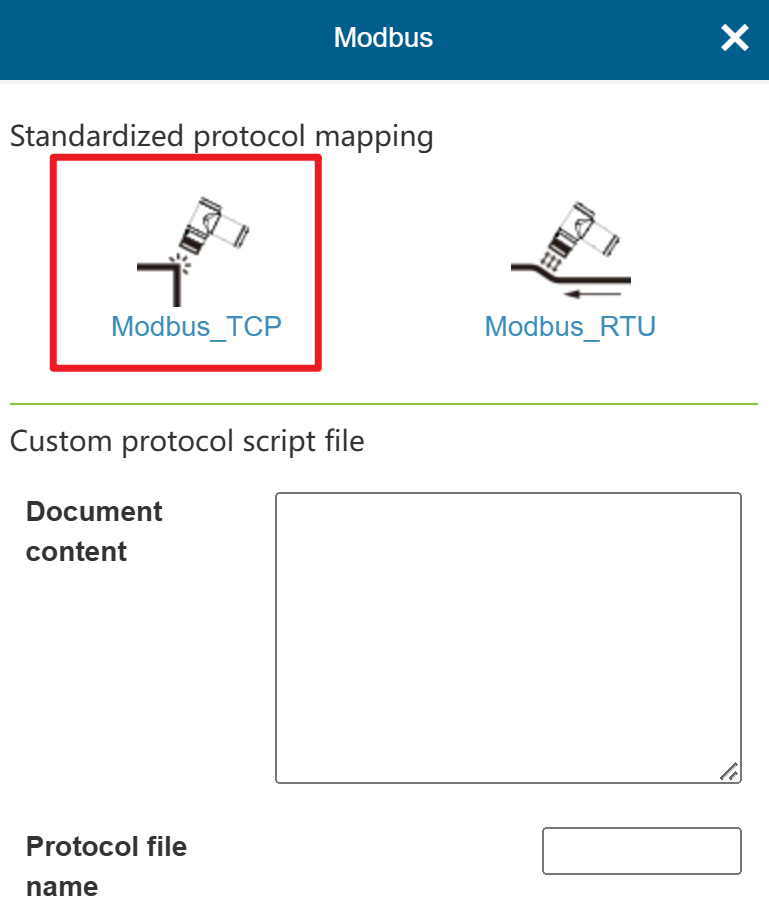 Modbus
Standardized protocol mapping
Modbus_TCP
Modbus_RTU
Custom protocol script file
Document
content
Protocol file
name